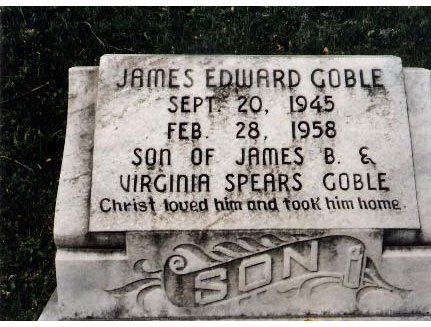 JAMES EDWARD GOBLE
SEPT. 20, 1945
FEB. 28, 1958
SON OF JAMES B. &
VIRGINIA SPEARS GOBLE
Christ loved him and took him home.
SON